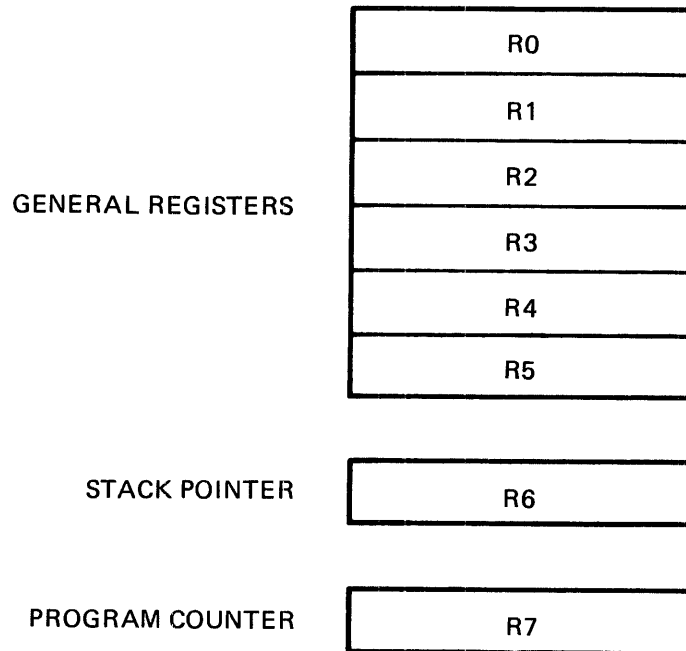 R0
R1
R2
GENERAL REGISTERS
R3
R4
R5
STACK POINTER
R6
PROGRAM COUNTER
R7